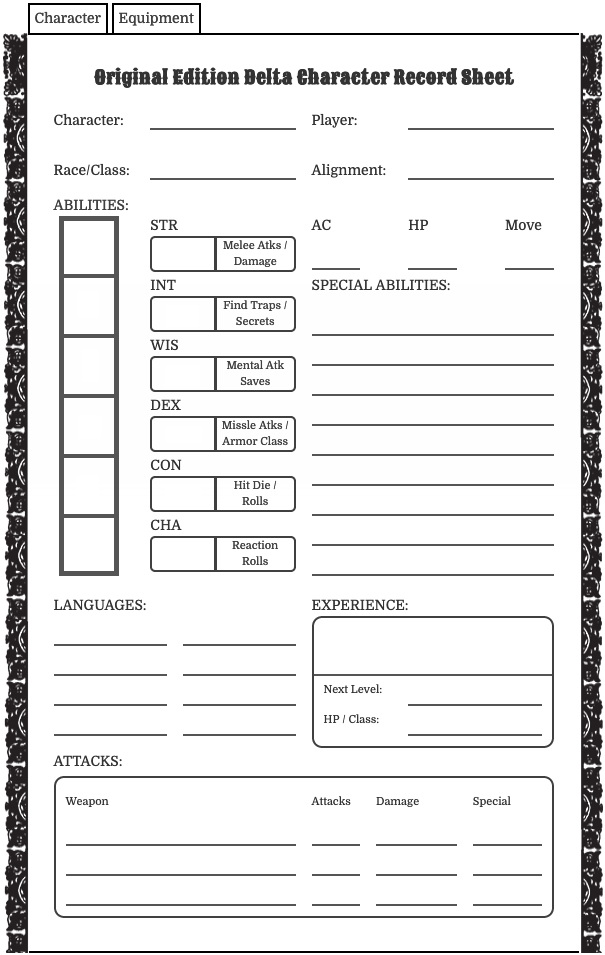 Character Equipment
Original Edition Delta Character Record Sheet
Character: Player:
Race/Class: Alignment:
ABILITIES:
STR AC HP Move
Melee Atks /
Damage
INT SPECIAL ABILITIES:
Find Traps /
Secrets
WIS
Mental Atk
Saves
DEX
Missle Atks /
Armor Class
CON
Hit Die /
Rolls
CHA
Reaction
Rolls
LANGUAGES: EXPERIENCE:
Next Level:
HP / Class:
ATTACKS:
Weapon Attacks Damage Special